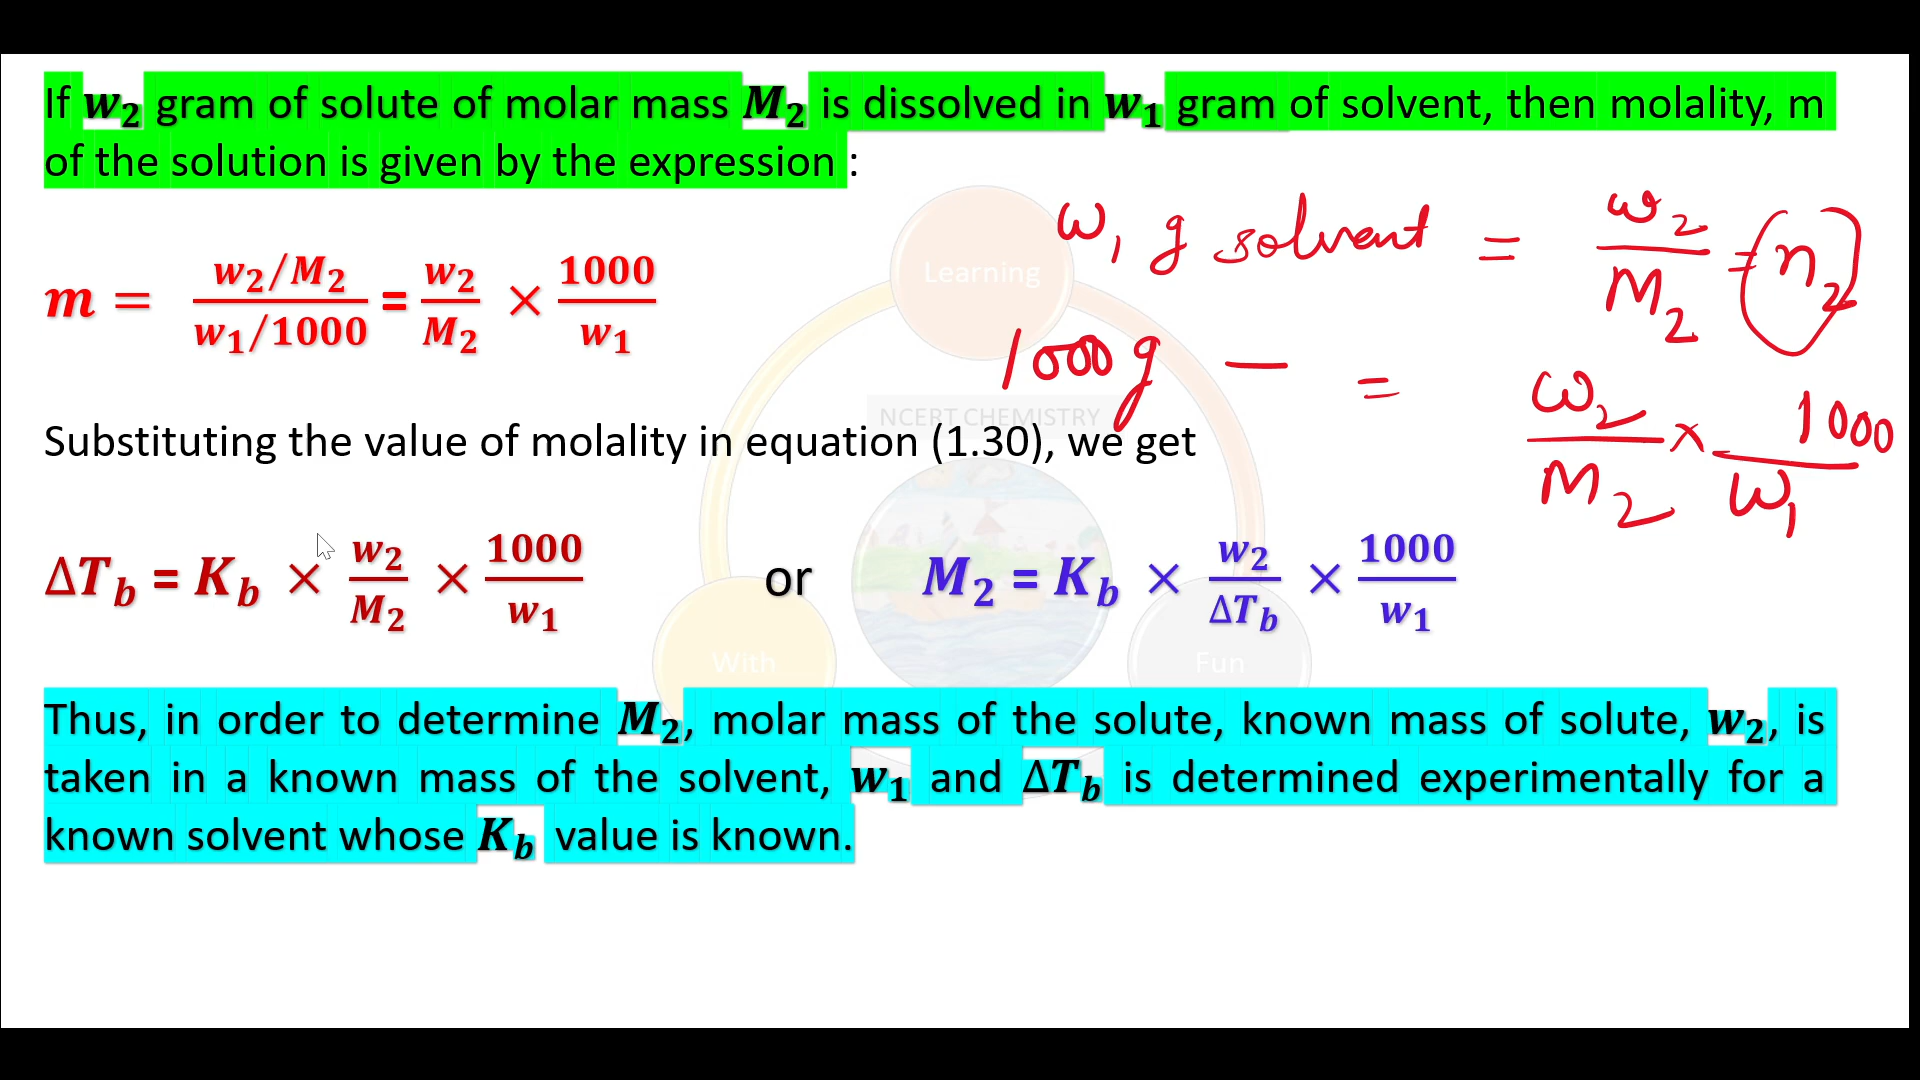 If w₂ gram of solute of molar mass M₂ is dissolved in w₁ gram of solvent, then molality, m
of the solution is given by the expression :
w₁ g solvent = w₂/M₂ = n₂
Learning
m = (w₂/M₂)/(w₁/1000) = w₂/M₂ × 1000/w₁
1000 g — = w₂/M₂ × 1000/w₁
NCERT CHEMISTRY
Substituting the value of molality in equation (1.30), we get
ΔT_b = K_b × w₂/M₂ × 1000/w₁ or M₂ = K_b × w₂/ΔT_b × 1000/w₁
With Fun
Thus, in order to determine M₂, molar mass of the solute, known mass of solute, w₂, is
taken in a known mass of the solvent, w₁ and ΔT_b is determined experimentally for a
known solvent whose K_b value is known.